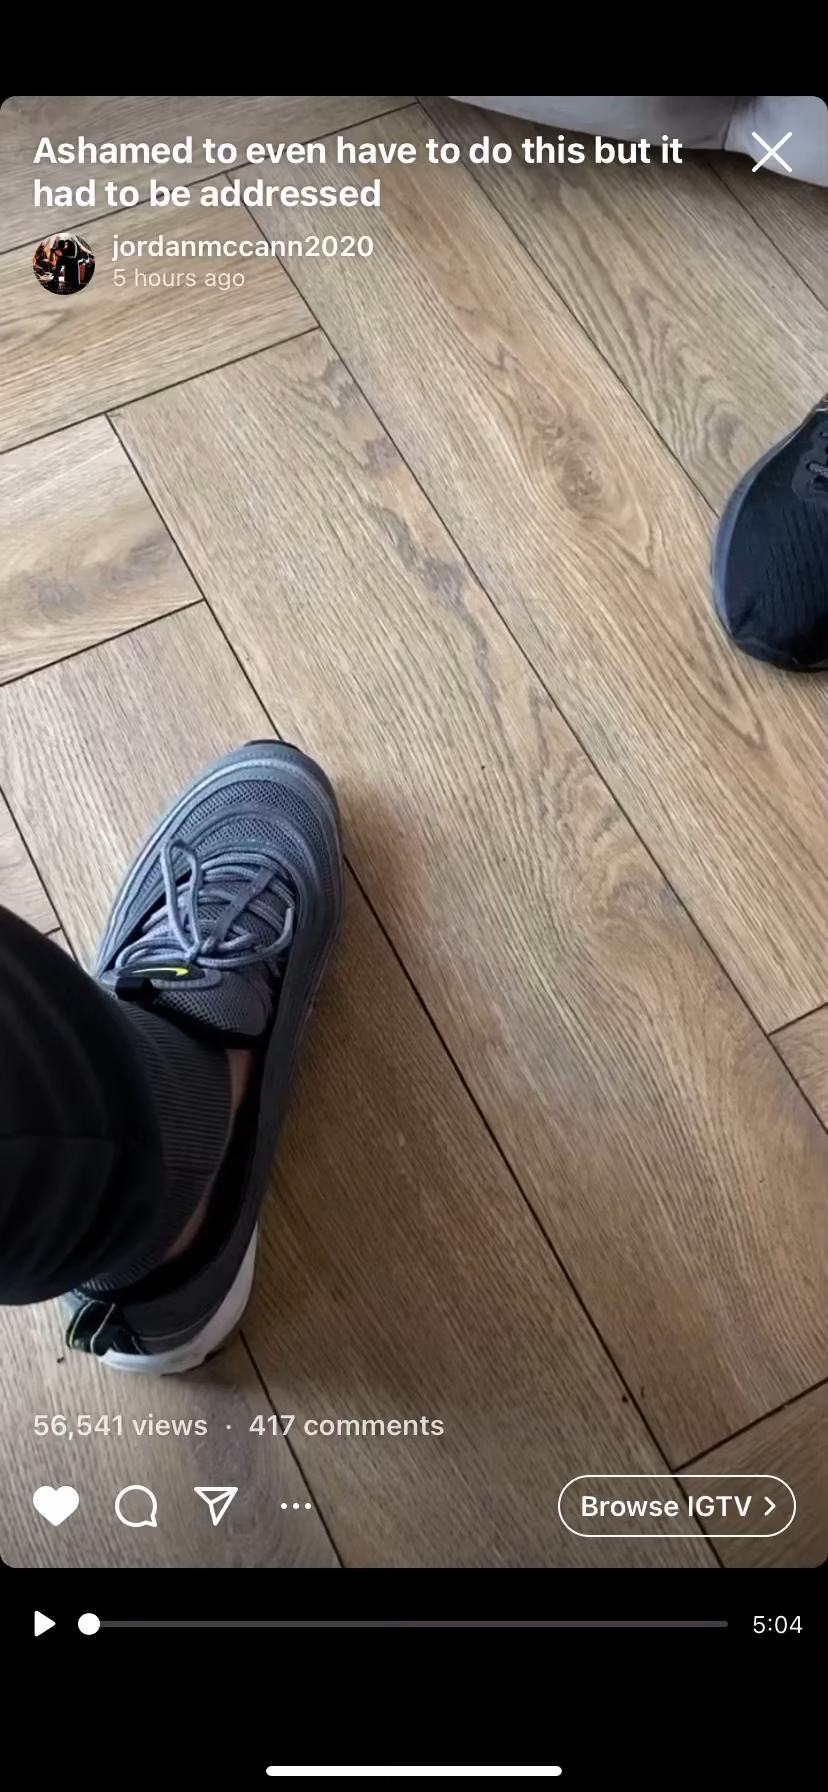 Ashamed to even have to do this but it
had to be addressed
jordanmccann2020
5 hours ago
56,541 views · 417 comments
Browse IGTV
5:04